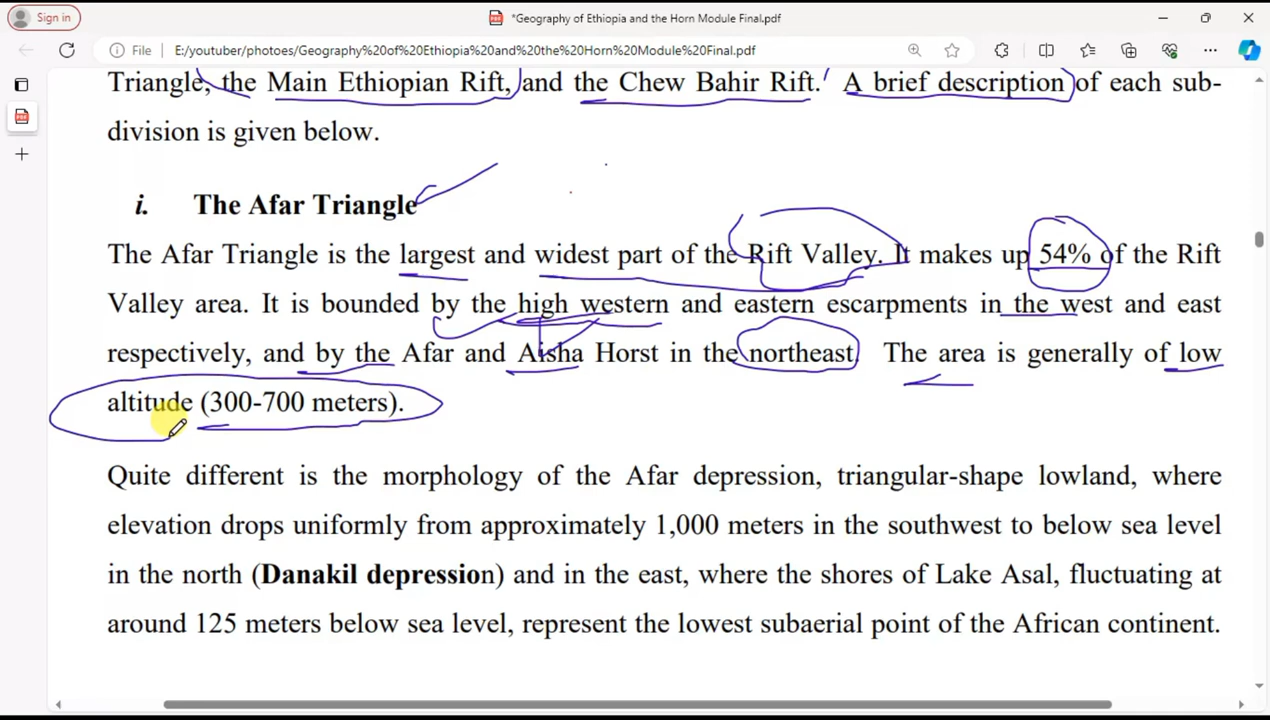 Sign in
*Geography of Ethiopia and the Horn Module Final.pdf
File E:/youtuber/photoes/Geography%20of%20Ethiopia%20and%20the%20Horn%20Module%20Final.pdf
Triangle, the Main Ethiopian Rift, and the Chew Bahir Rift. A brief description of each sub-
division is given below.
i. The Afar Triangle
The Afar Triangle is the largest and widest part of the Rift Valley. It makes up 54% of the Rift
Valley area. It is bounded by the high western and eastern escarpments in the west and east
respectively, and by the Afar and Aisha Horst in the northeast. The area is generally of low
altitude (300-700 meters).
Quite different is the morphology of the Afar depression, triangular-shape lowland, where
elevation drops uniformly from approximately 1,000 meters in the southwest to below sea level
in the north (Danakil depression) and in the east, where the shores of Lake Asal, fluctuating at
around 125 meters below sea level, represent the lowest subaerial point of the African continent.